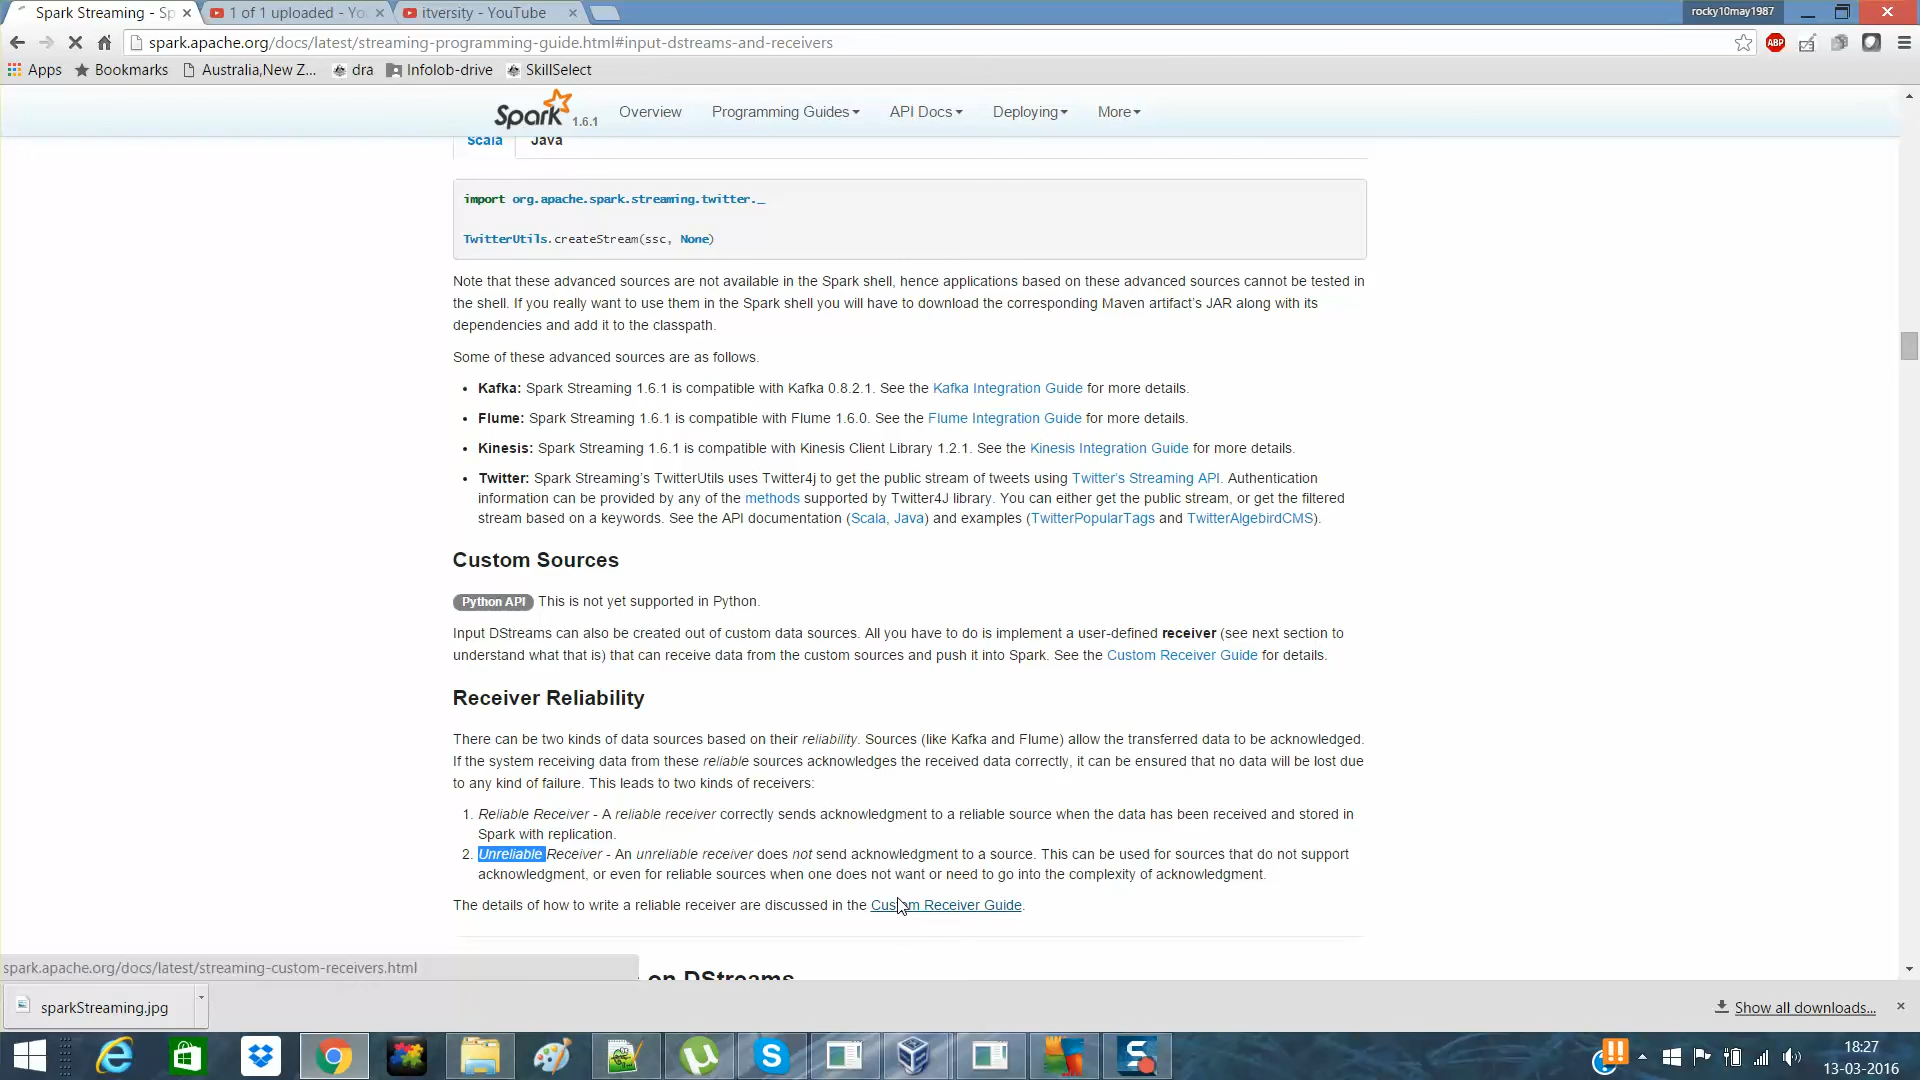 Spark Streaming - Sp
1 of 1 uploaded - Yo
itversity - YouTube
rocky10may1987
spark.apache.org/docs/latest/streaming-programming-guide.html#input-dstreams-and-receivers
ABP
Apps
Bookmarks
Australia,New Z...
dra
Infolob-drive
SkillSelect
Spark 1.6.1
Overview
Programming Guides
API Docs
Deploying
More
Scala
Java
import org.apache.spark.streaming.twitter._
TwitterUtils.createStream(ssc, None)
Note that these advanced sources are not available in the Spark shell, hence applications based on these advanced sources cannot be tested in
the shell. If you really want to use them in the Spark shell you will have to download the corresponding Maven artifact's JAR along with its
dependencies and add it to the classpath.
Some of these advanced sources are as follows.
• Kafka: Spark Streaming 1.6.1 is compatible with Kafka 0.8.2.1. See the Kafka Integration Guide for more details.
• Flume: Spark Streaming 1.6.1 is compatible with Flume 1.6.0. See the Flume Integration Guide for more details.
• Kinesis: Spark Streaming 1.6.1 is compatible with Kinesis Client Library 1.2.1. See the Kinesis Integration Guide for more details.
• Twitter: Spark Streaming's TwitterUtils uses Twitter4j to get the public stream of tweets using Twitter's Streaming API. Authentication
information can be provided by any of the methods supported by Twitter4J library. You can either get the public stream, or get the filtered
stream based on a keywords. See the API documentation (Scala, Java) and examples (TwitterPopularTags and TwitterAlgebirdCMS).
Custom Sources
Python API This is not yet supported in Python.
Input DStreams can also be created out of custom data sources. All you have to do is implement a user-defined receiver (see next section to
understand what that is) that can receive data from the custom sources and push it into Spark. See the Custom Receiver Guide for details.
Receiver Reliability
There can be two kinds of data sources based on their reliability. Sources (like Kafka and Flume) allow the transferred data to be acknowledged.
If the system receiving data from these reliable sources acknowledges the received data correctly, it can be ensured that no data will be lost due
to any kind of failure. This leads to two kinds of receivers:
1. Reliable Receiver - A reliable receiver correctly sends acknowledgment to a reliable source when the data has been received and stored in
Spark with replication.
2. Unreliable Receiver - An unreliable receiver does not send acknowledgment to a source. This can be used for sources that do not support
acknowledgment, or even for reliable sources when one does not want or need to go into the complexity of acknowledgment.
The details of how to write a reliable receiver are discussed in the Custom Receiver Guide.
on DStreams
spark.apache.org/docs/latest/streaming-custom-receivers.html
sparkStreaming.jpg
Show all downloads...
18:27
13-03-2016